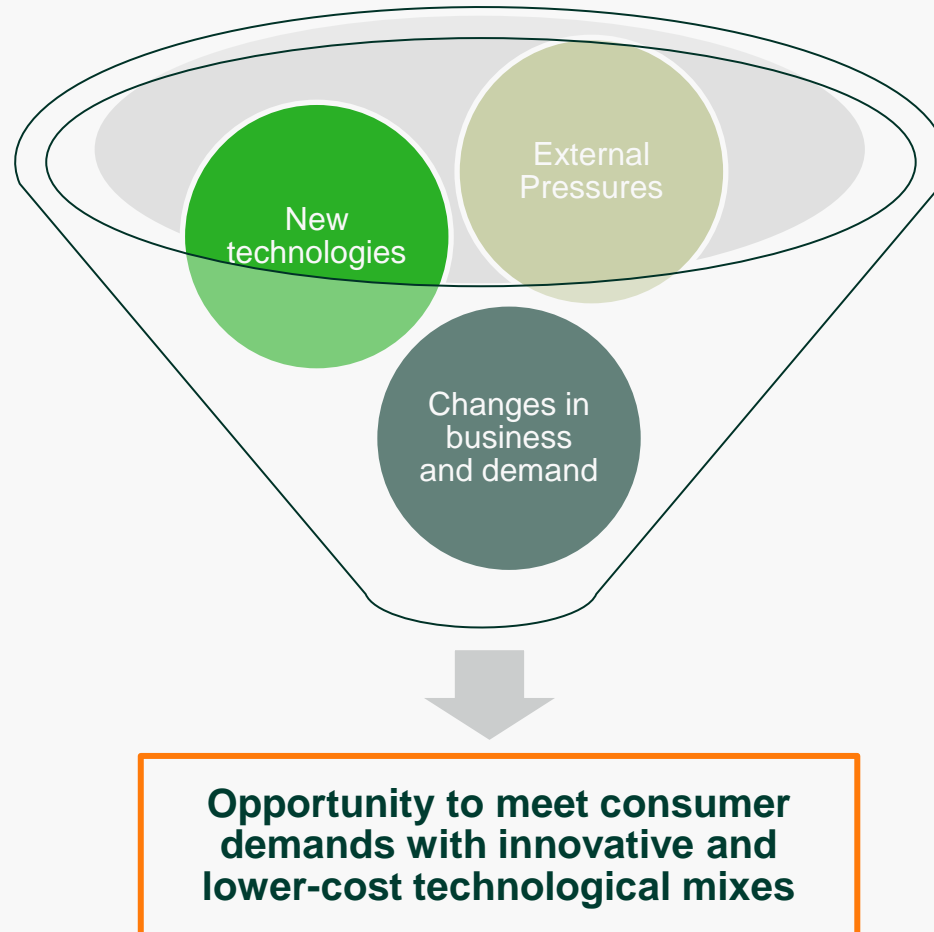 External
Pressures
New
technologies
Changes in
business
and demand
Opportunity to meet consumer
demands with innovative and
lower-cost technological mixes